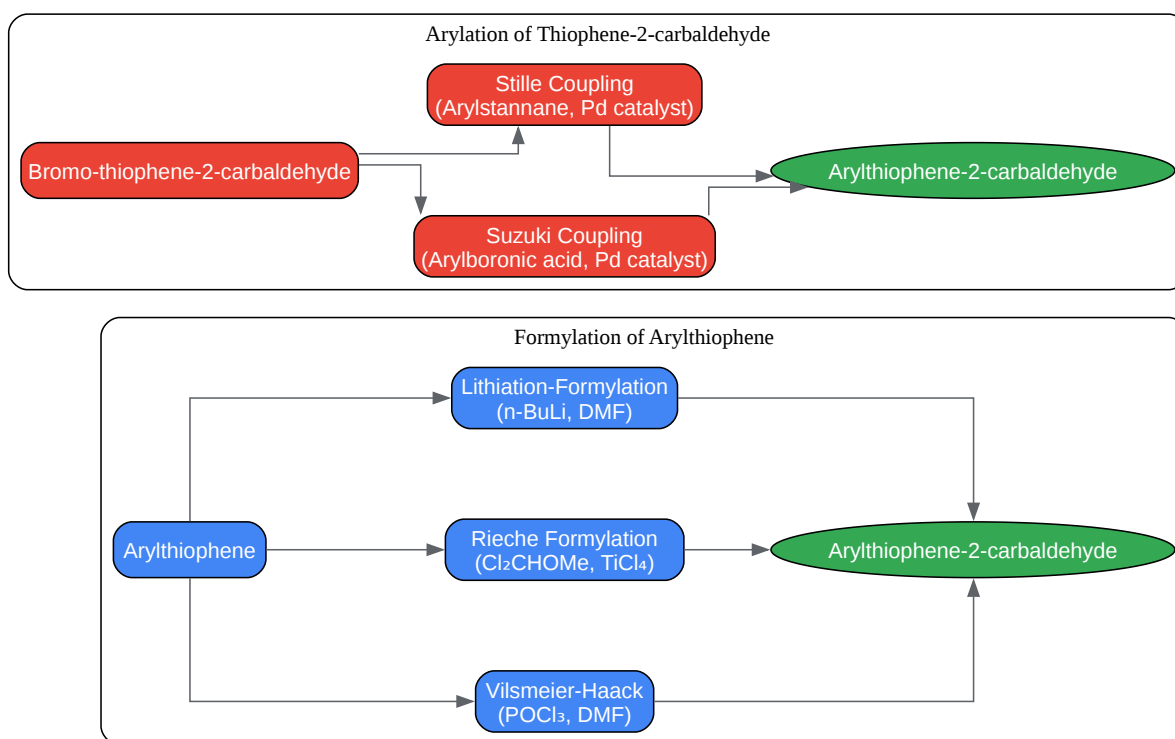 Arylation of Thiophene-2-carbaldehyde
Stille Coupling
(Arylstannane, Pd catalyst)
Bromo-thiophene-2-carbaldehyde
Arylthiophene-2-carbaldehyde
Suzuki Coupling
(Arylboronic acid, Pd catalyst)
Formylation of Arylthiophene
Lithiation-Formylation
(n-BuLi, DMF)
Arylthiophene
Rieche Formylation
(Cl₂CHOMe, TiCl₄)
Arylthiophene-2-carbaldehyde
Vilsmeier-Haack
(POCl₃, DMF)